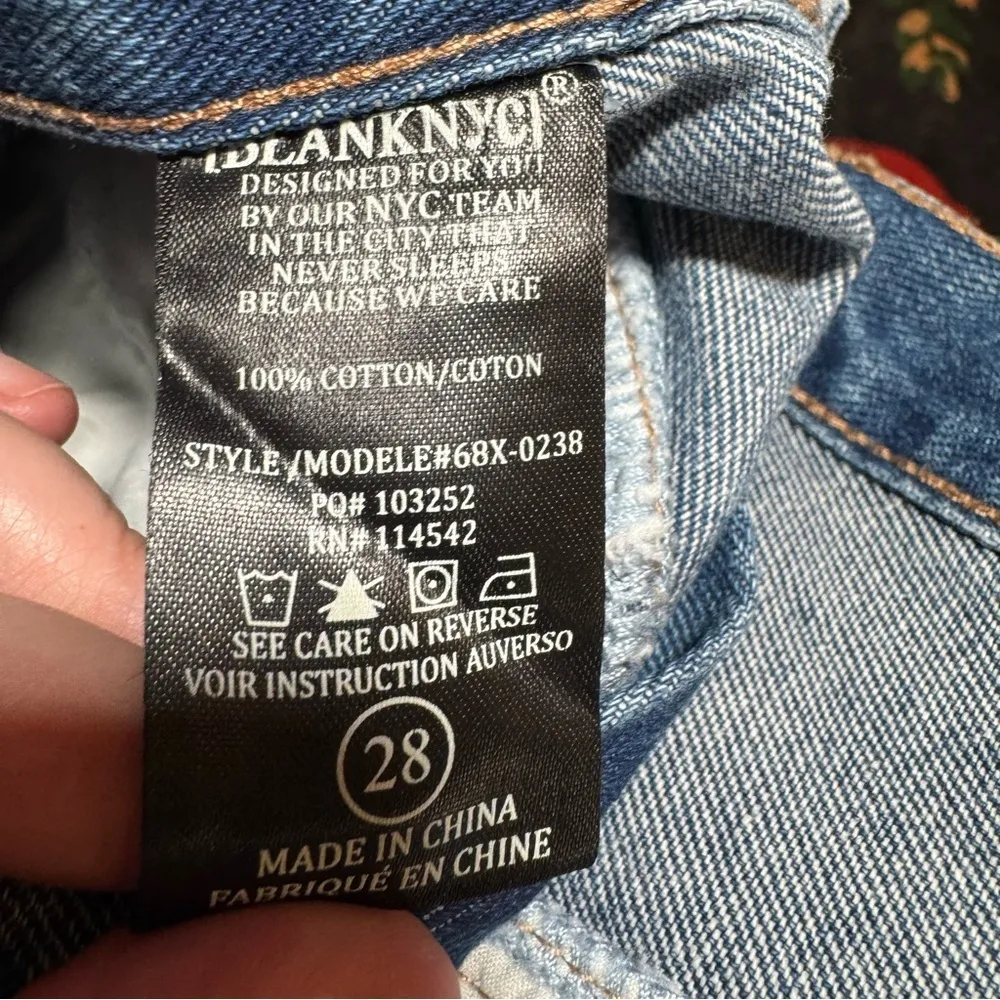 [BLANKNYC]®
DESIGNED FOR YOU
BY OUR NYC TEAM
IN THE CITY THAT
NEVER SLEEPS
BECAUSE WE CARE
100% COTTON/COTON
STYLE/MODELE#68X-0238
PO# 103252
RN# 114542
SEE CARE ON REVERSE
VOIR INSTRUCTION AUVERSO
28
MADE IN CHINA
FABRIQUÉ EN CHINE